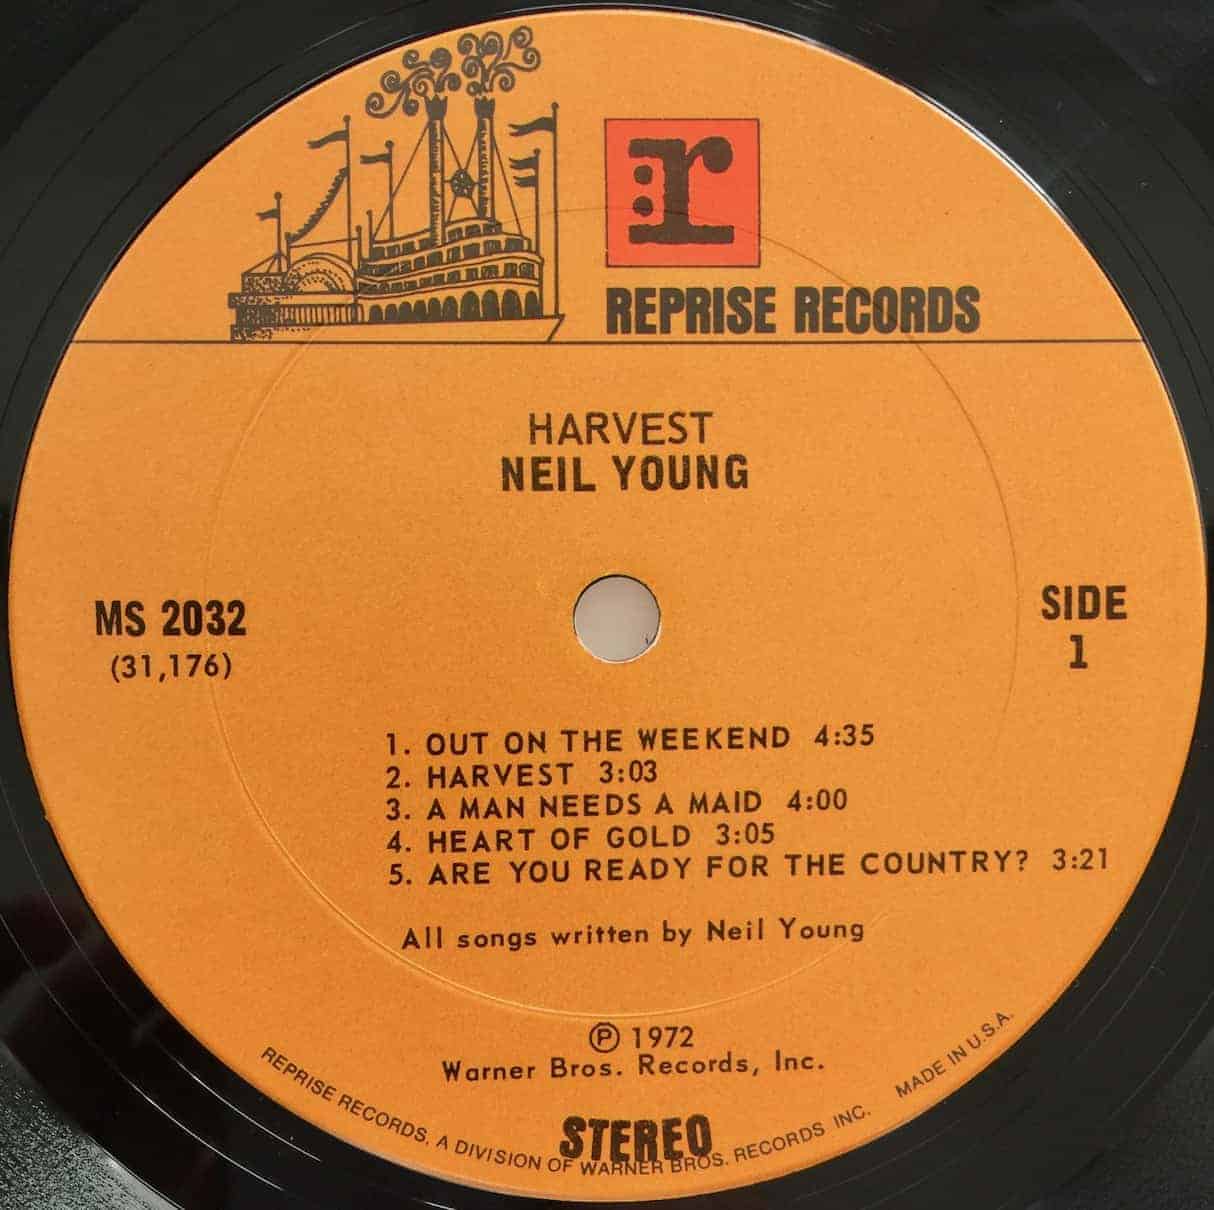 r:
REPRISE RECORDS
HARVEST
NEIL YOUNG
MS 2032
(31,176)
SIDE
1
1. OUT ON THE WEEKEND 4:35
2. HARVEST 3:03
3. A MAN NEEDS A MAID 4:00
4. HEART OF GOLD 3:05
5. ARE YOU READY FOR THE COUNTRY? 3:21
All songs written by Neil Young
℗ 1972
Warner Bros. Records, Inc.
STEREO
REPRISE RECORDS, A DIVISION OF WARNER BROS. RECORDS INC. MADE IN U.S.A.